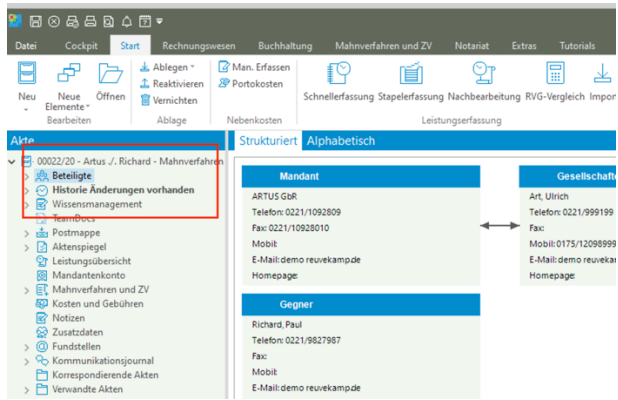 Datei Cockpit Start Rechnungswesen Buchhaltung Mahnverfahren und ZV Notariat Extras Tutorials
Neu Neue Elemente Öffnen
Bearbeiten
Ablegen
Reaktivieren
Vernichten
Ablage
Man. Erfassen
Portokosten
Nebenkosten
Schnellerfassung Stapelerfassung Nachbearbeitung RVG-Vergleich Impor
Leistungserfassung
Akte
00022/20 - Artus ./. Richard - Mahnverfahren
Beteiligte
Historie Änderungen vorhanden
Wissensmanagement
TeamDocs
Postmappe
Aktenspiegel
Leistungsübersicht
Mandantenkonto
Mahnverfahren und ZV
Kosten und Gebühren
Notizen
Zusatzdaten
Fundstellen
Kommunikationsjournal
Korrespondierende Akten
Verwandte Akten
Strukturiert Alphabetisch
Mandant
ARTUS GbR
Telefon: 0221/1092809
Fax: 0221/10928010
Mobil:
E-Mail: demo reuvekamp.de
Homepage:
Gesellschafte
Art, Ulrich
Telefon: 0221/999199
Fax:
Mobil: 0175/12098999
E-Mail: demo reuvekar
Homepage:
Gegner
Richard, Paul
Telefon: 0221/9827987
Fax:
Mobil:
E-Mail: demo reuvekamp.de